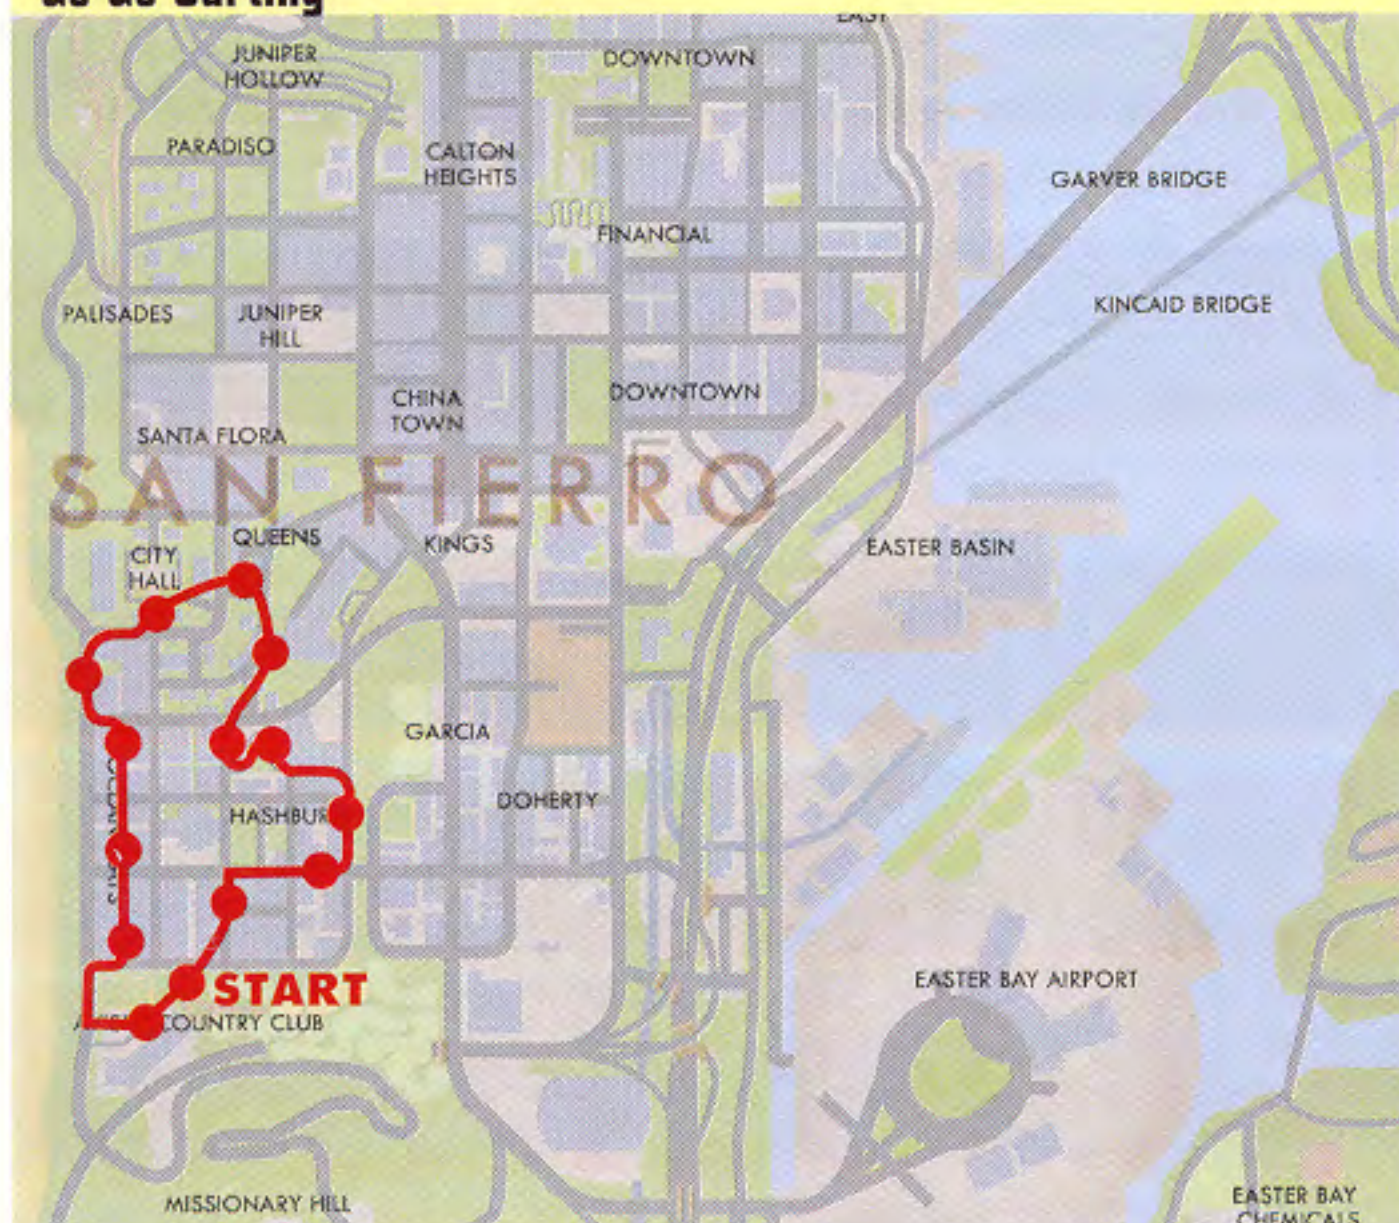 EAST
JUNIPER
HOLLOW
DOWNTOWN
PARADISO
CALTON
HEIGHTS
GARVER BRIDGE
FINANCIAL
KINCAID BRIDGE
PALISADES
JUNIPER
HILL
CHINA
TOWN
DOWNTOWN
SANTA FLORA
SAN FIERRO
QUEENS
KINGS
CITY
HALL
EASTER BASIN
GARCIA
DOHERTY
HASHBUR
START
EASTER BAY AIRPORT
COUNTRY CLUB
MISSIONARY HILL
EASTER BAY
CHEMICALS